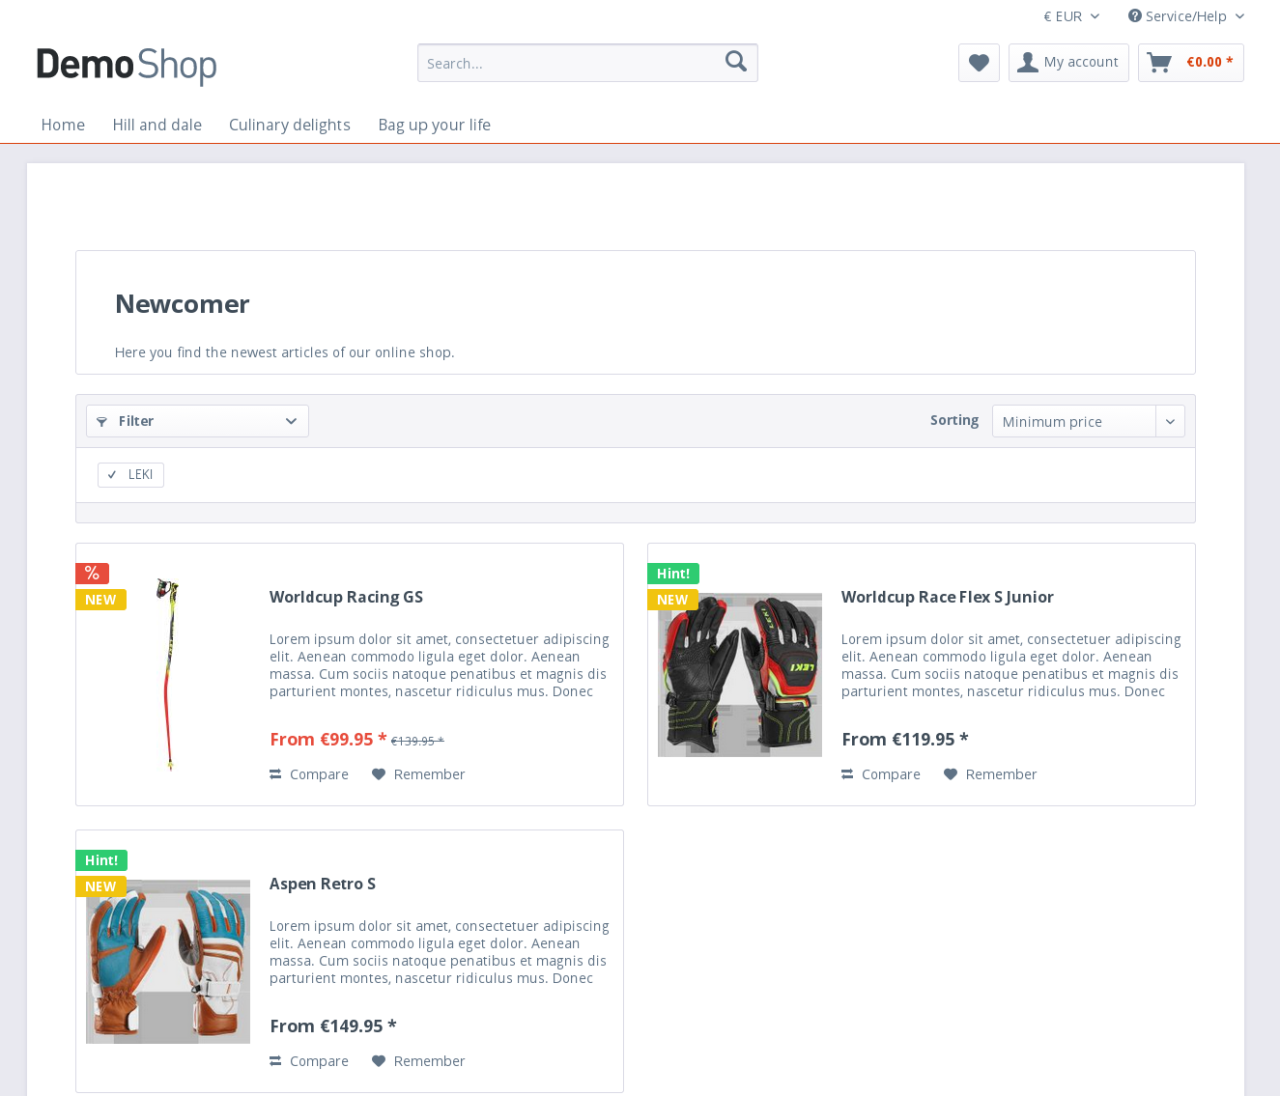 € EUR
Service/Help
DemoShop
Search...
My account
€0.00 *
Home
Hill and dale
Culinary delights
Bag up your life
Newcomer
Here you find the newest articles of our online shop.
Filter
Sorting
Minimum price
LEKI
%
NEW
Worldcup Racing GS
Lorem ipsum dolor sit amet, consectetuer adipiscing
elit. Aenean commodo ligula eget dolor. Aenean
massa. Cum sociis natoque penatibus et magnis dis
parturient montes, nascetur ridiculus mus. Donec
From €99.95 * €139.95 *
Compare
Remember
Hint!
NEW
LEKI
LEKI
Worldcup Race Flex S Junior
Lorem ipsum dolor sit amet, consectetuer adipiscing
elit. Aenean commodo ligula eget dolor. Aenean
massa. Cum sociis natoque penatibus et magnis dis
parturient montes, nascetur ridiculus mus. Donec
From €119.95 *
Compare
Remember
Hint!
NEW
Aspen Retro S
Lorem ipsum dolor sit amet, consectetuer adipiscing
elit. Aenean commodo ligula eget dolor. Aenean
massa. Cum sociis natoque penatibus et magnis dis
parturient montes, nascetur ridiculus mus. Donec
From €149.95 *
Compare
Remember